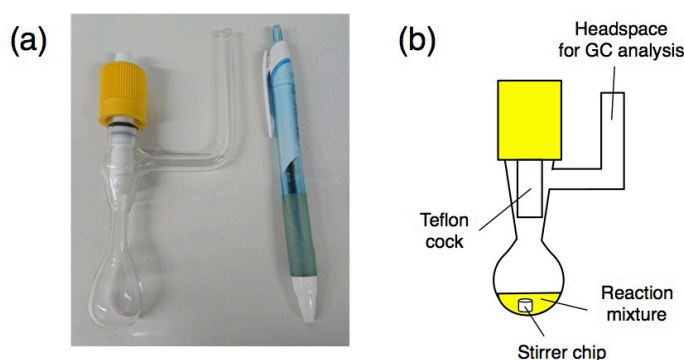 (a)
(b)
Headspace
for GC analysis
Teflon
cock
Reaction
mixture
Stirrer chip